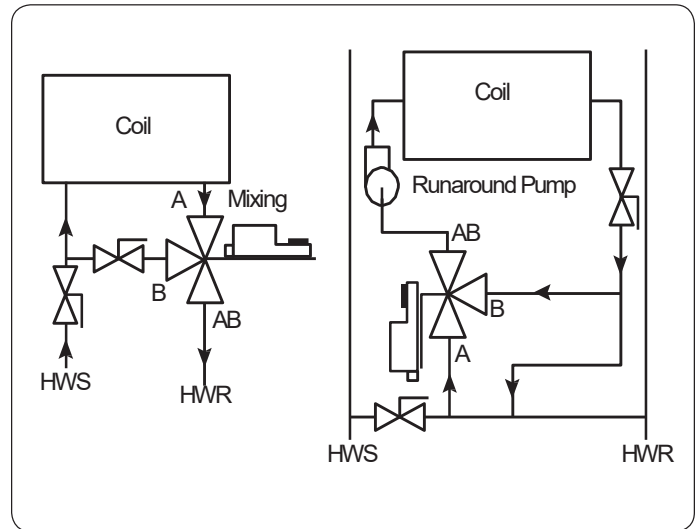 Coil
A
Mixing
B
AB
HWS
HWR
Coil
Runaround Pump
AB
B
A
HWS
HWR